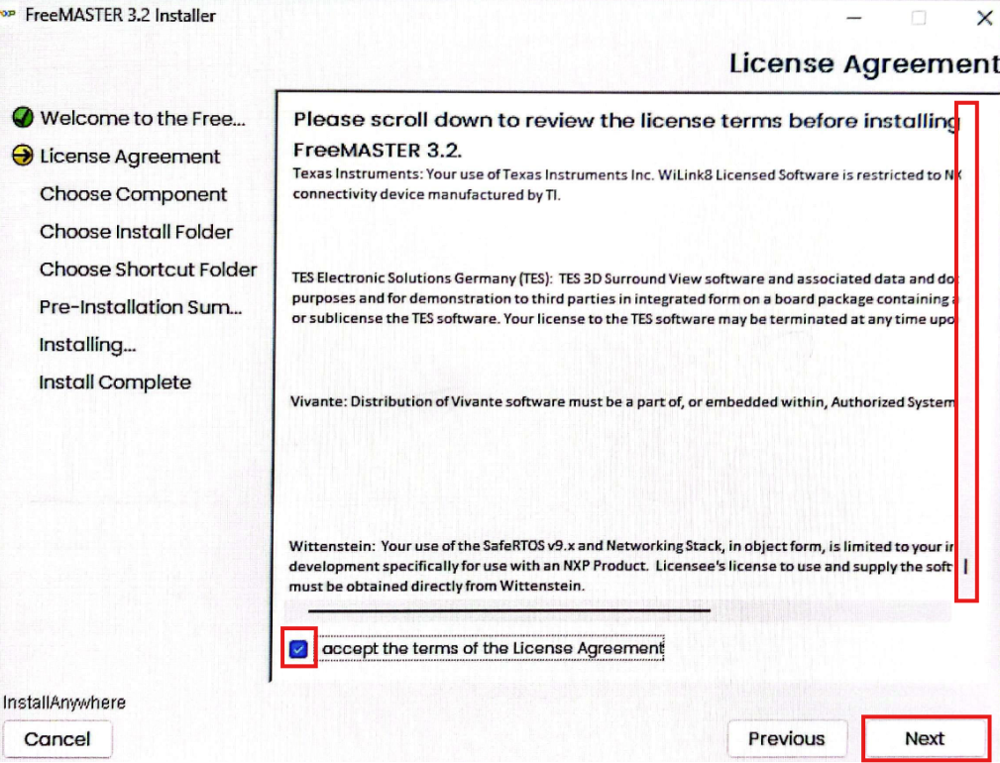 FreeMASTER 3.2 Installer
License Agreement
Welcome to the Free...
License Agreement
Choose Component
Choose Install Folder
Choose Shortcut Folder
Pre-Installation Sum...
Installing...
Install Complete
Please scroll down to review the license terms before installing
FreeMASTER 3.2.
Texas Instruments: Your use of Texas Instruments Inc. WiLink8 Licensed Software is restricted to NX
connectivity device manufactured by TI.
TES Electronic Solutions Germany (TES): TES 3D Surround View software and associated data and do
purposes and for demonstration to third parties in integrated form on a board package containing a
or sublicense the TES software. Your license to the TES software may be terminated at any time upo
Vivante: Distribution of Vivante software must be a part of, or embedded within, Authorized System
Wittenstein: Your use of the SafeRTOS v9.x and Networking Stack, in object form, is limited to your ir
development specifically for use with an NXP Product. Licensee's license to use and supply the soft
must be obtained directly from Wittenstein.
accept the terms of the License Agreement
InstallAnywhere
Cancel
Previous
Next